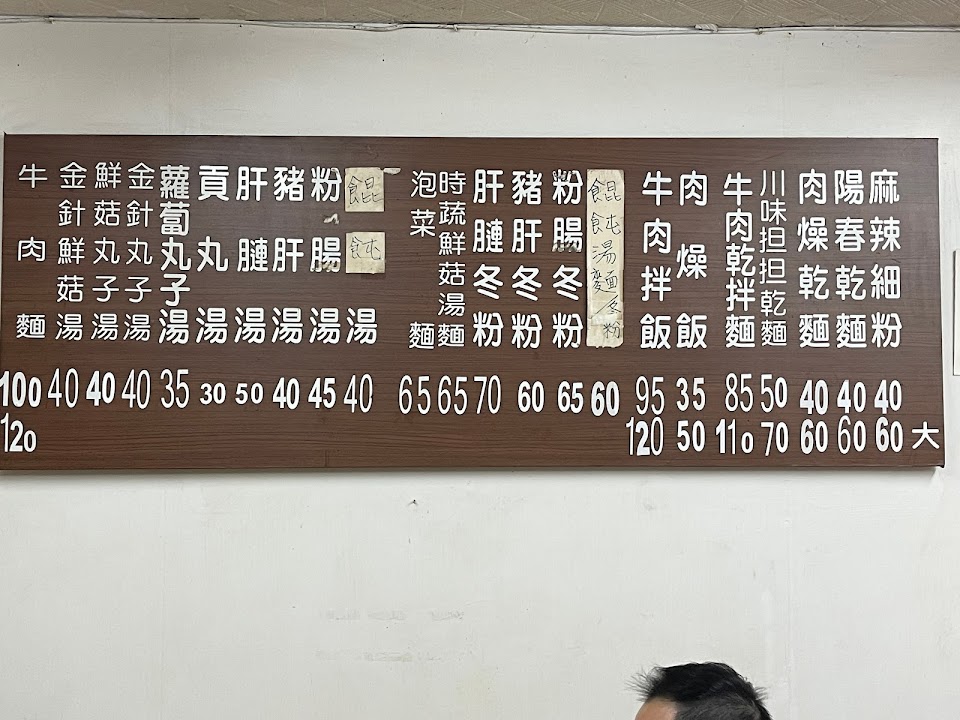 大
麻辣細粉 40 60
陽春乾麵 40 60
肉燥乾麵 40 60
川味担担乾麵 50 70
牛肉乾拌麵 85 110
肉燥飯 35 50
牛肉拌飯 95 120
餛飩湯麵冬粉 60
粉腸冬粉 65
豬肝冬粉 60
肝連冬粉 70
時蔬鮮菇湯麵 65
泡菜麵 65
餛飩湯 40
粉腸湯 45
豬肝湯 40
肝連湯 50
貢丸湯 30
蘿蔔丸子湯 35
金針丸子湯 40
鮮菇丸子湯 40
金針鮮菇湯 40
牛肉麵 100 120